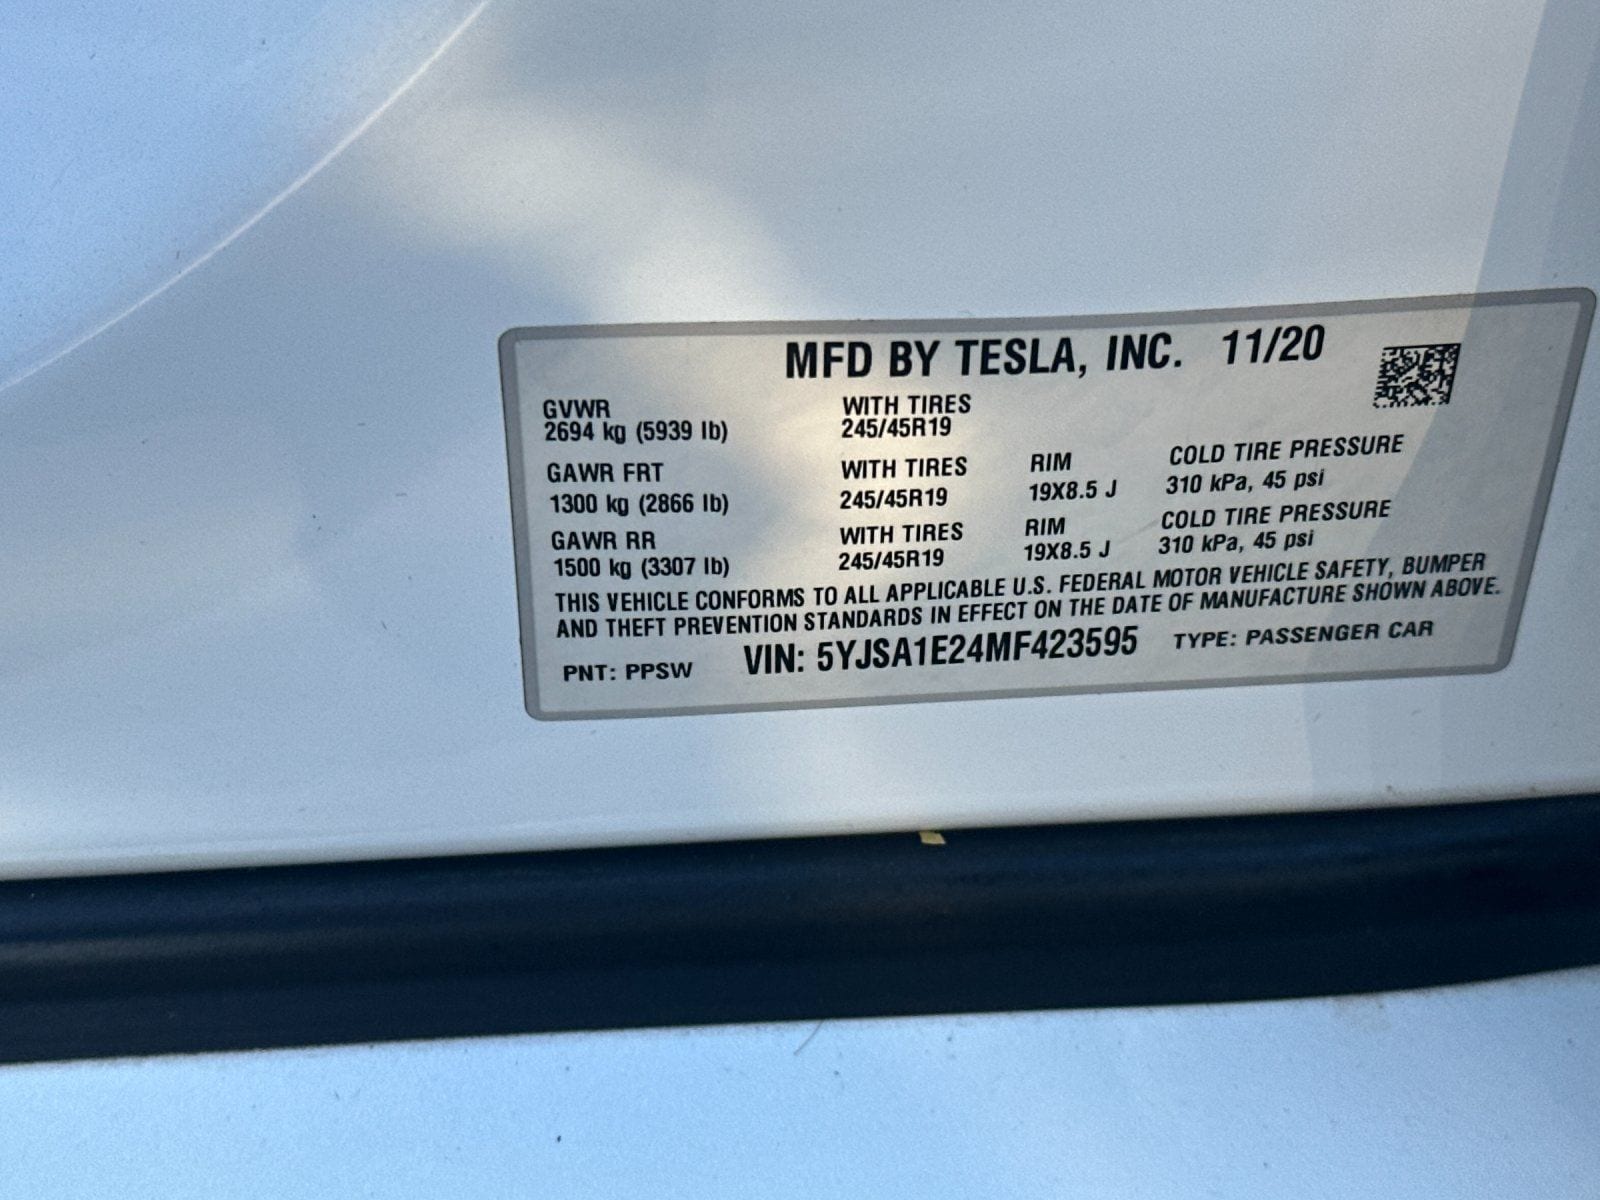 MFD BY TESLA, INC. 11/20
GVWR WITH TIRES
2694 kg (5939 lb) 245/45R19
GAWR FRT WITH TIRES RIM COLD TIRE PRESSURE
1300 kg (2866 lb) 245/45R19 19X8.5 J 310 kPa, 45 psi
GAWR RR WITH TIRES RIM COLD TIRE PRESSURE
1500 kg (3307 lb) 245/45R19 19X8.5 J 310 kPa, 45 psi
THIS VEHICLE CONFORMS TO ALL APPLICABLE U.S. FEDERAL MOTOR VEHICLE SAFETY, BUMPER
AND THEFT PREVENTION STANDARDS IN EFFECT ON THE DATE OF MANUFACTURE SHOWN ABOVE.
PNT: PPSW VIN: 5YJSA1E24MF423595 TYPE: PASSENGER CAR